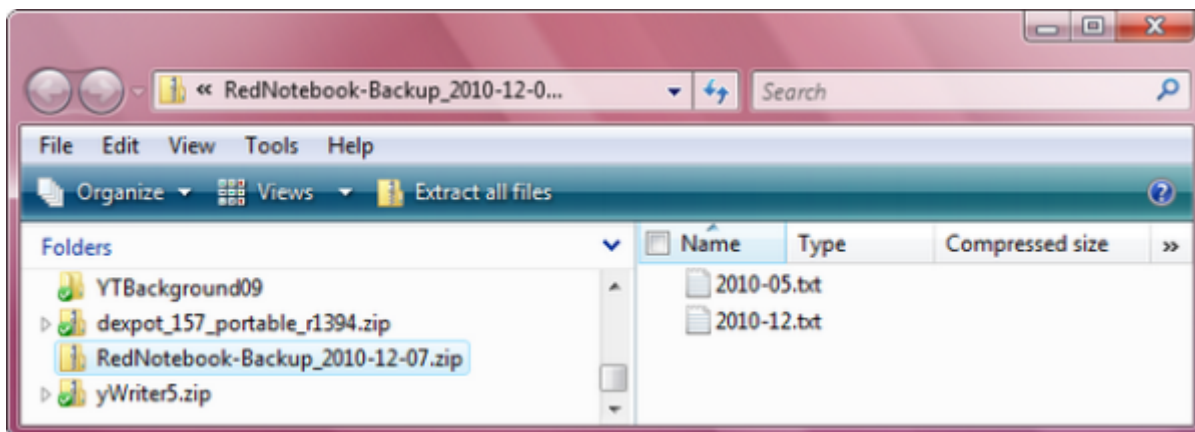 « RedNotebook-Backup_2010-12-0... Search
File Edit View Tools Help
Organize Views Extract all files
Folders Name Type Compressed size »
YTBackground09 2010-05.txt
dexpot_157_portable_r1394.zip 2010-12.txt
RedNotebook-Backup_2010-12-07.zip
yWriter5.zip